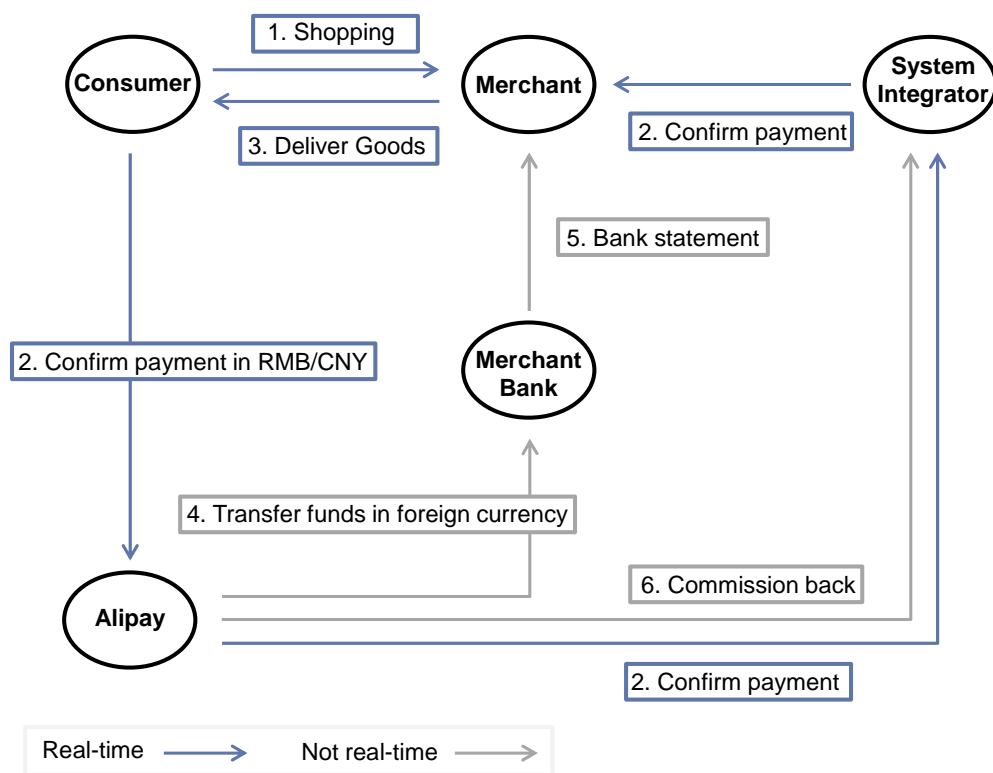 1. Shopping
Consumer
Merchant
System
Integrator
3. Deliver Goods
2. Confirm payment
5. Bank statement
2. Confirm payment in RMB/CNY
Merchant
Bank
4. Transfer funds in foreign currency
6. Commission back
Alipay
2. Confirm payment
Real-time
Not real-time